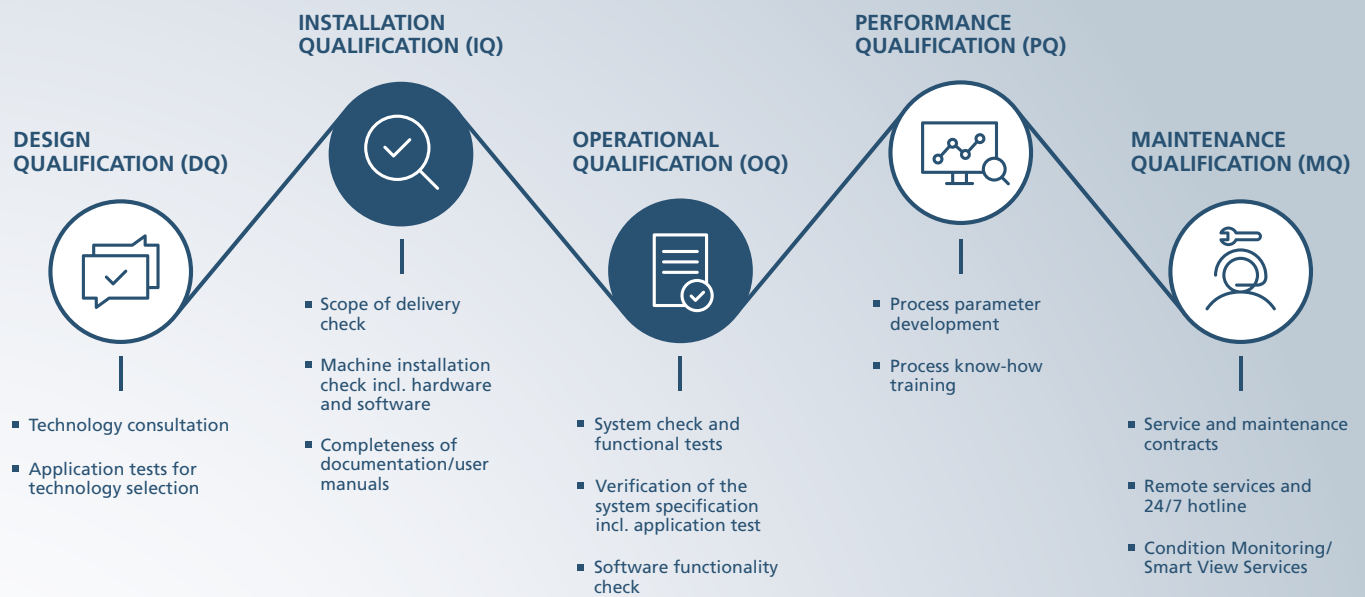 DESIGN
QUALIFICATION (DQ)
Technology consultation
Application tests for
technology selection
INSTALLATION
QUALIFICATION (IQ)
Scope of delivery
check
Machine installation
check incl. hardware
and software
Completeness of
documentation/user
manuals
OPERATIONAL
QUALIFICATION (OQ)
System check and
functional tests
Verification of the
system specification
incl. application test
Software functionality
check
PERFORMANCE
QUALIFICATION (PQ)
Process parameter
development
Process know-how
training
MAINTENANCE
QUALIFICATION (MQ)
Service and maintenance
contracts
Remote services and
24/7 hotline
Condition Monitoring/
Smart View Services